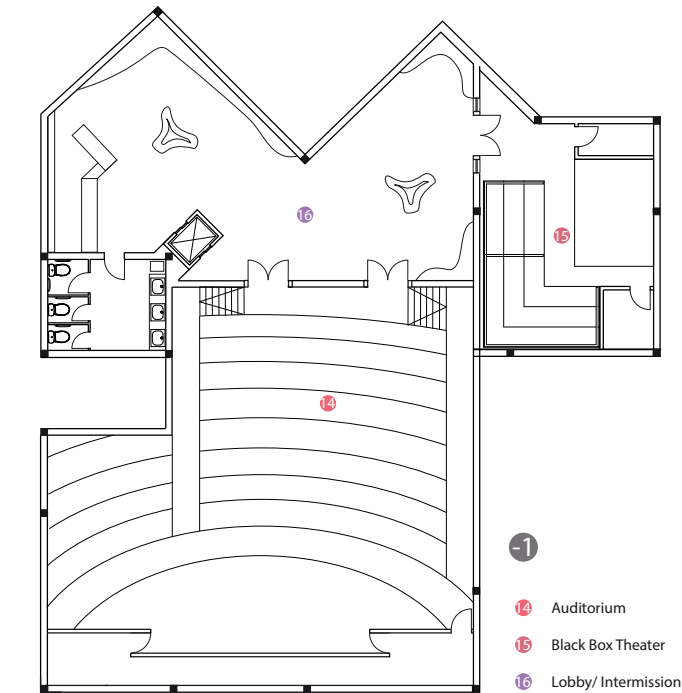 16
15
14
-1
14 Auditorium
15 Black Box Theater
16 Lobby/ Intermission